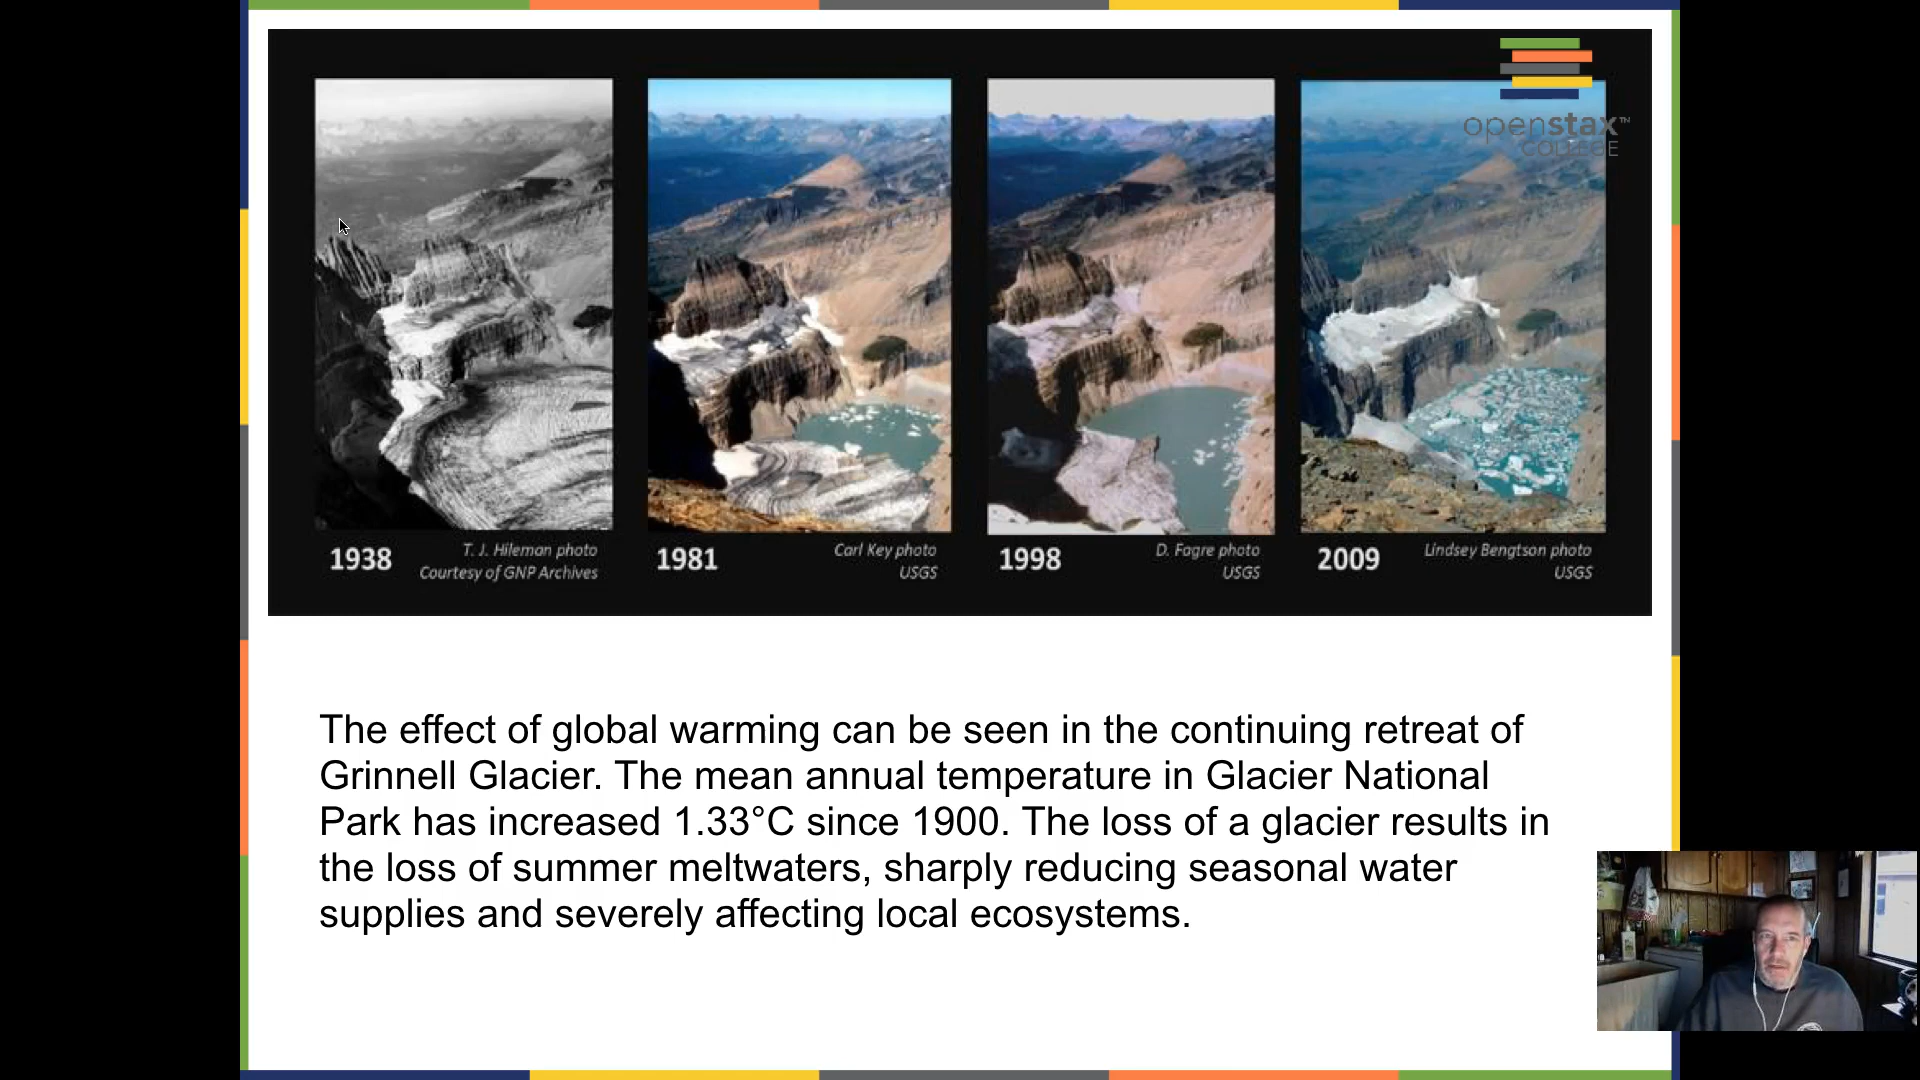 openstax™
COLLEGE
1938
T. J. Hileman photo
Courtesy of GNP Archives
1981
Carl Key photo
USGS
1998
D. Fagre photo
USGS
2009
Lindsey Bengtson photo
USGS
The effect of global warming can be seen in the continuing retreat of
Grinnell Glacier. The mean annual temperature in Glacier National
Park has increased 1.33°C since 1900. The loss of a glacier results in
the loss of summer meltwaters, sharply reducing seasonal water
supplies and severely affecting local ecosystems.